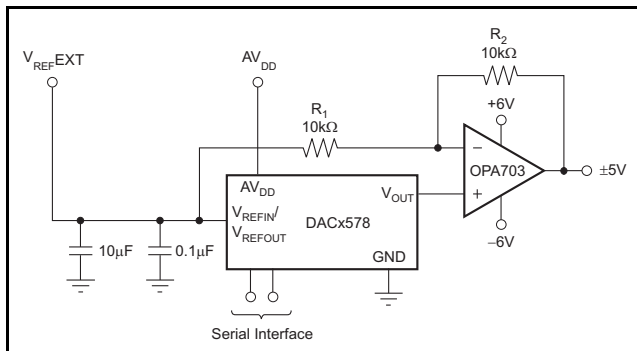 R2
10kΩ
VREFEXT
AVDD
R1
10kΩ
+6V
−
OPA703
+
±5V
−6V
AVDD
VREFIN/
VREFOUT
DACx578
VOUT
GND
10μF
0.1μF
Serial Interface